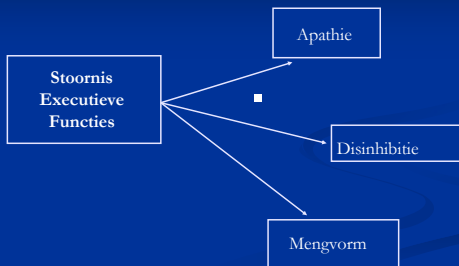 Apathie
Stoornis
Executieve
Functies
Disinhibitie
Mengvorm